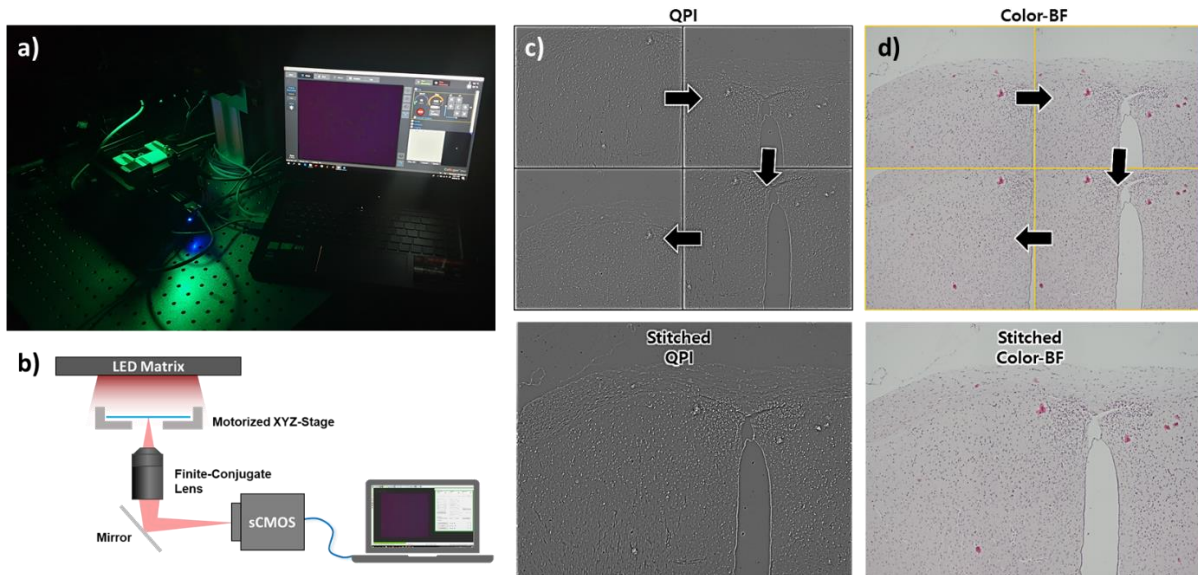 a)
b)
LED Matrix
Motorized XYZ-Stage
Finite-Conjugate
Lens
Mirror
sCMOS
QPI
c)
Stitched
QPI
Color-BF
d)
Stitched
Color-BF